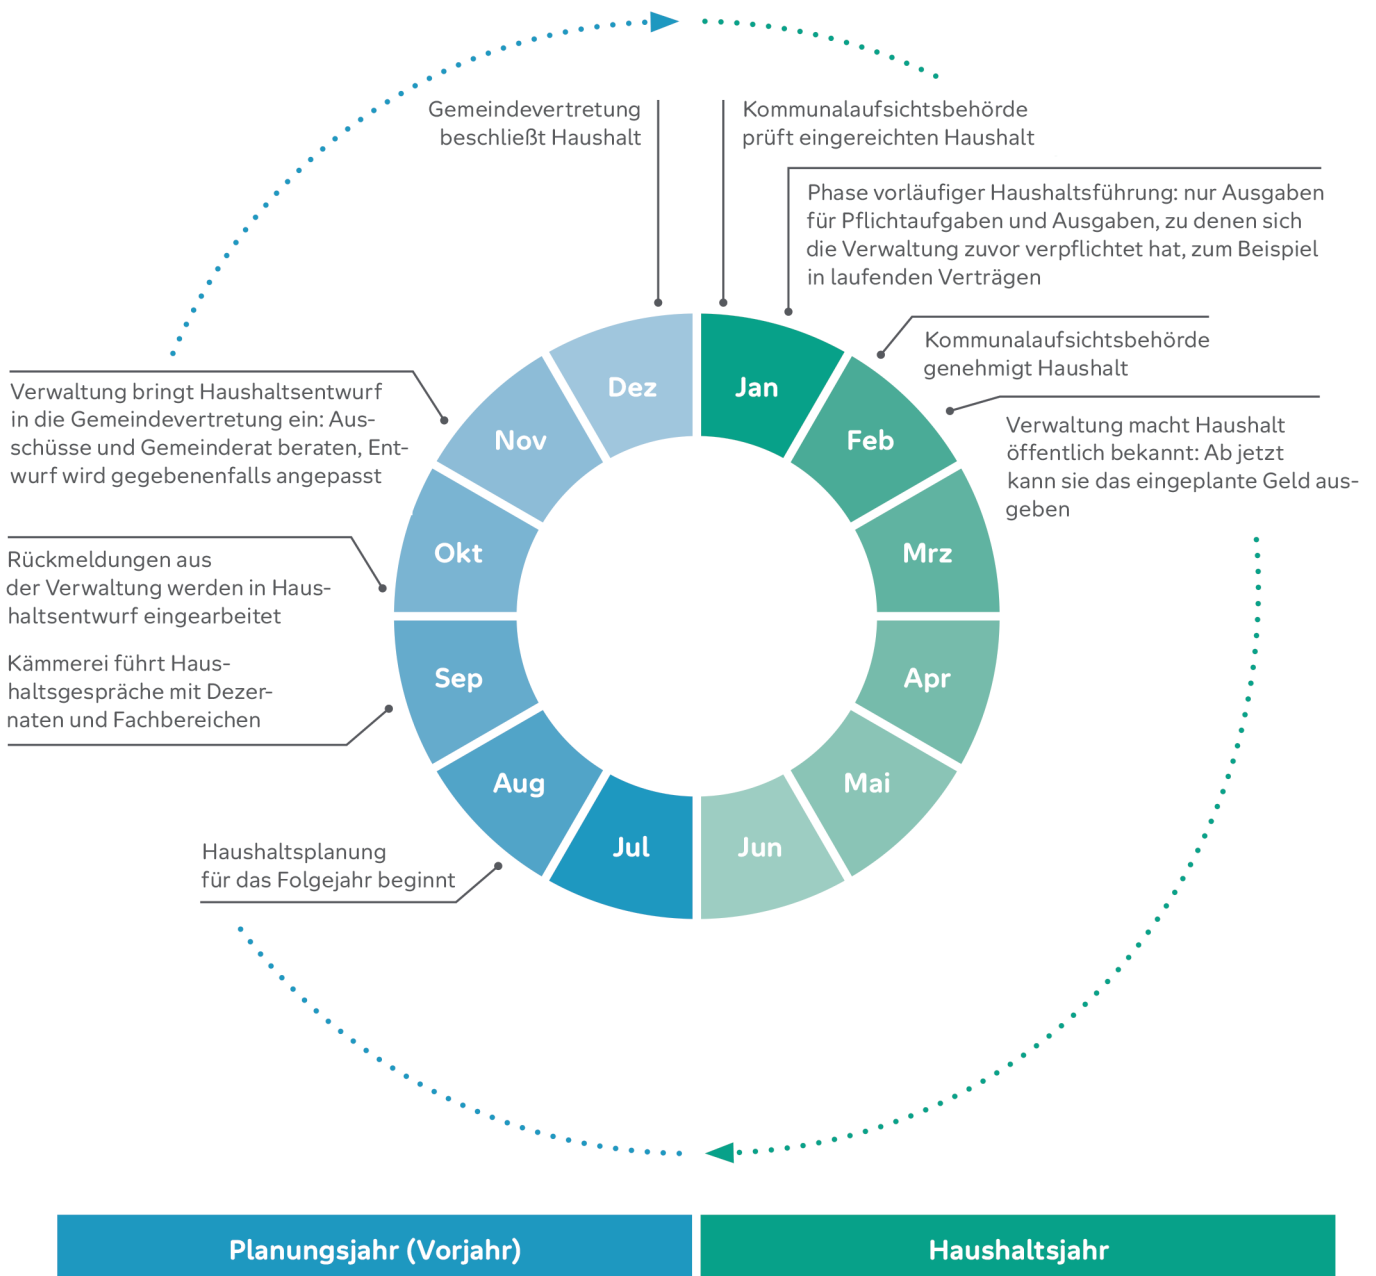 Gemeindevertretung
beschließt Haushalt
Kommunalaufsichtsbehörde
prüft eingereichten Haushalt
Phase vorläufiger Haushaltsführung: nur Ausgaben
für Pflichtaufgaben und Ausgaben, zu denen sich
die Verwaltung zuvor verpflichtet hat, zum Beispiel
in laufenden Verträgen
Kommunalaufsichtsbehörde
genehmigt Haushalt
Verwaltung macht Haushalt
öffentlich bekannt: Ab jetzt
kann sie das eingeplante Geld aus-
geben
Verwaltung bringt Haushaltsentwurf
in die Gemeindevertretung ein: Aus-
schüsse und Gemeinderat beraten, Ent-
wurf wird gegebenenfalls angepasst
Rückmeldungen aus
der Verwaltung werden in Haus-
haltsentwurf eingearbeitet
Kämmerei führt Haus-
haltsgespräche mit Dezer-
naten und Fachbereichen
Haushaltsplanung
für das Folgejahr beginnt
Jan
Feb
Mrz
Apr
Mai
Jun
Jul
Aug
Sep
Okt
Nov
Dez
Planungsjahr (Vorjahr)
Haushaltsjahr